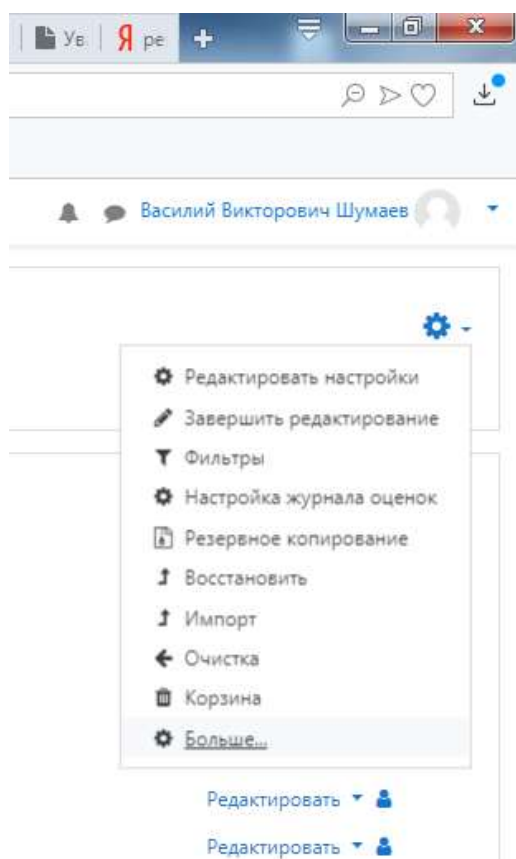 Ув Я ре
Василий Викторович Шумаев
Редактировать настройки
Завершить редактирование
Фильтры
Настройка журнала оценок
Резервное копирование
Восстановить
Импорт
Очистка
Корзина
Больше...
Редактировать
Редактировать